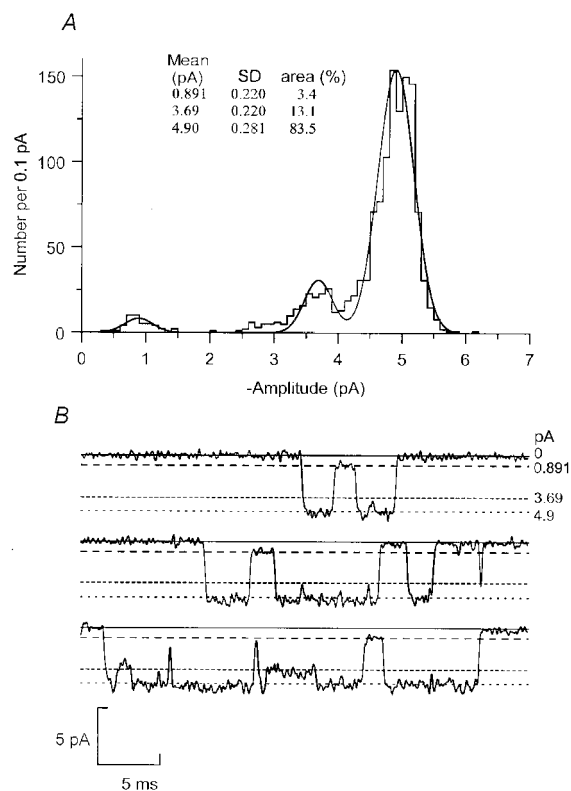 A
Mean
(pA) SD area (%)
0.891 0.220 3.4
3.69 0.220 13.1
4.90 0.281 83.5
150
100
50
0
Number per 0.1 pA
0 1 2 3 4 5 6 7
-Amplitude (pA)
B
pA
0
0.891
3.69
4.9
5 pA
5 ms